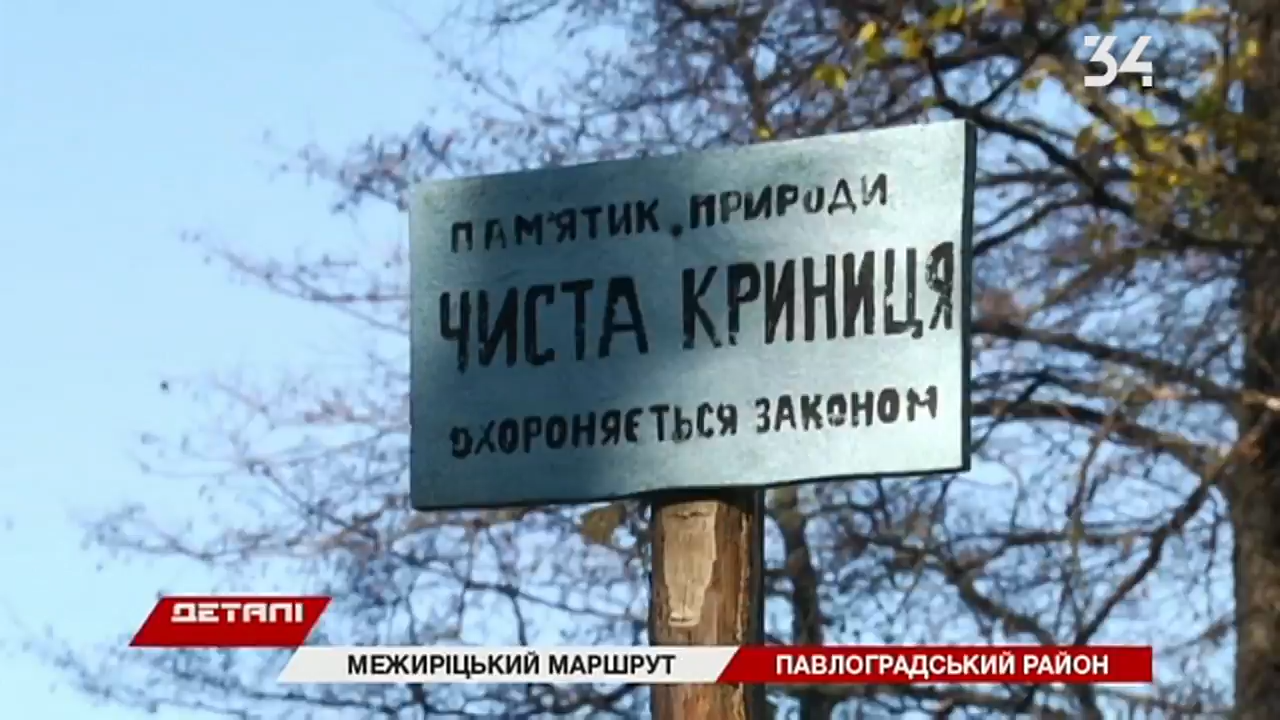 34
ПАМ'ЯТИК.ПРИРОДИ
ЧИСТА КРИНИЦЯ
ОХОРОНЯЄТЬСЯ ЗАКОНОМ
ДЕТАЛІ
МЕЖИРІЦЬКИЙ МАРШРУТ
ПАВЛОГРАДСЬКИЙ РАЙОН